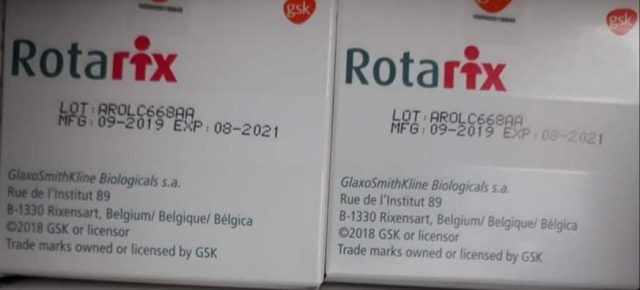 gsk
Rotarix
LOT:AROLC668AA
MFG:09-2019 EXP:08-2021
GlaxoSmithKline Biologicals s.a.
Rue de l'Institut 89
B-1330 Rixensart, Belgium/ Belgique/ Bélgica
©2018 GSK or licensor
Trade marks owned or licensed by GSK
gsk
Rotarix
LOT:AROLC668AA
MFG:09-2019 EXP:08-2021
GlaxoSmithKline Biologicals s.a.
Rue de l'Institut 89
B-1330 Rixensart, Belgium/ Belgique/ Bélgica
©2018 GSK or licensor
Trade marks owned or licensed by GSK